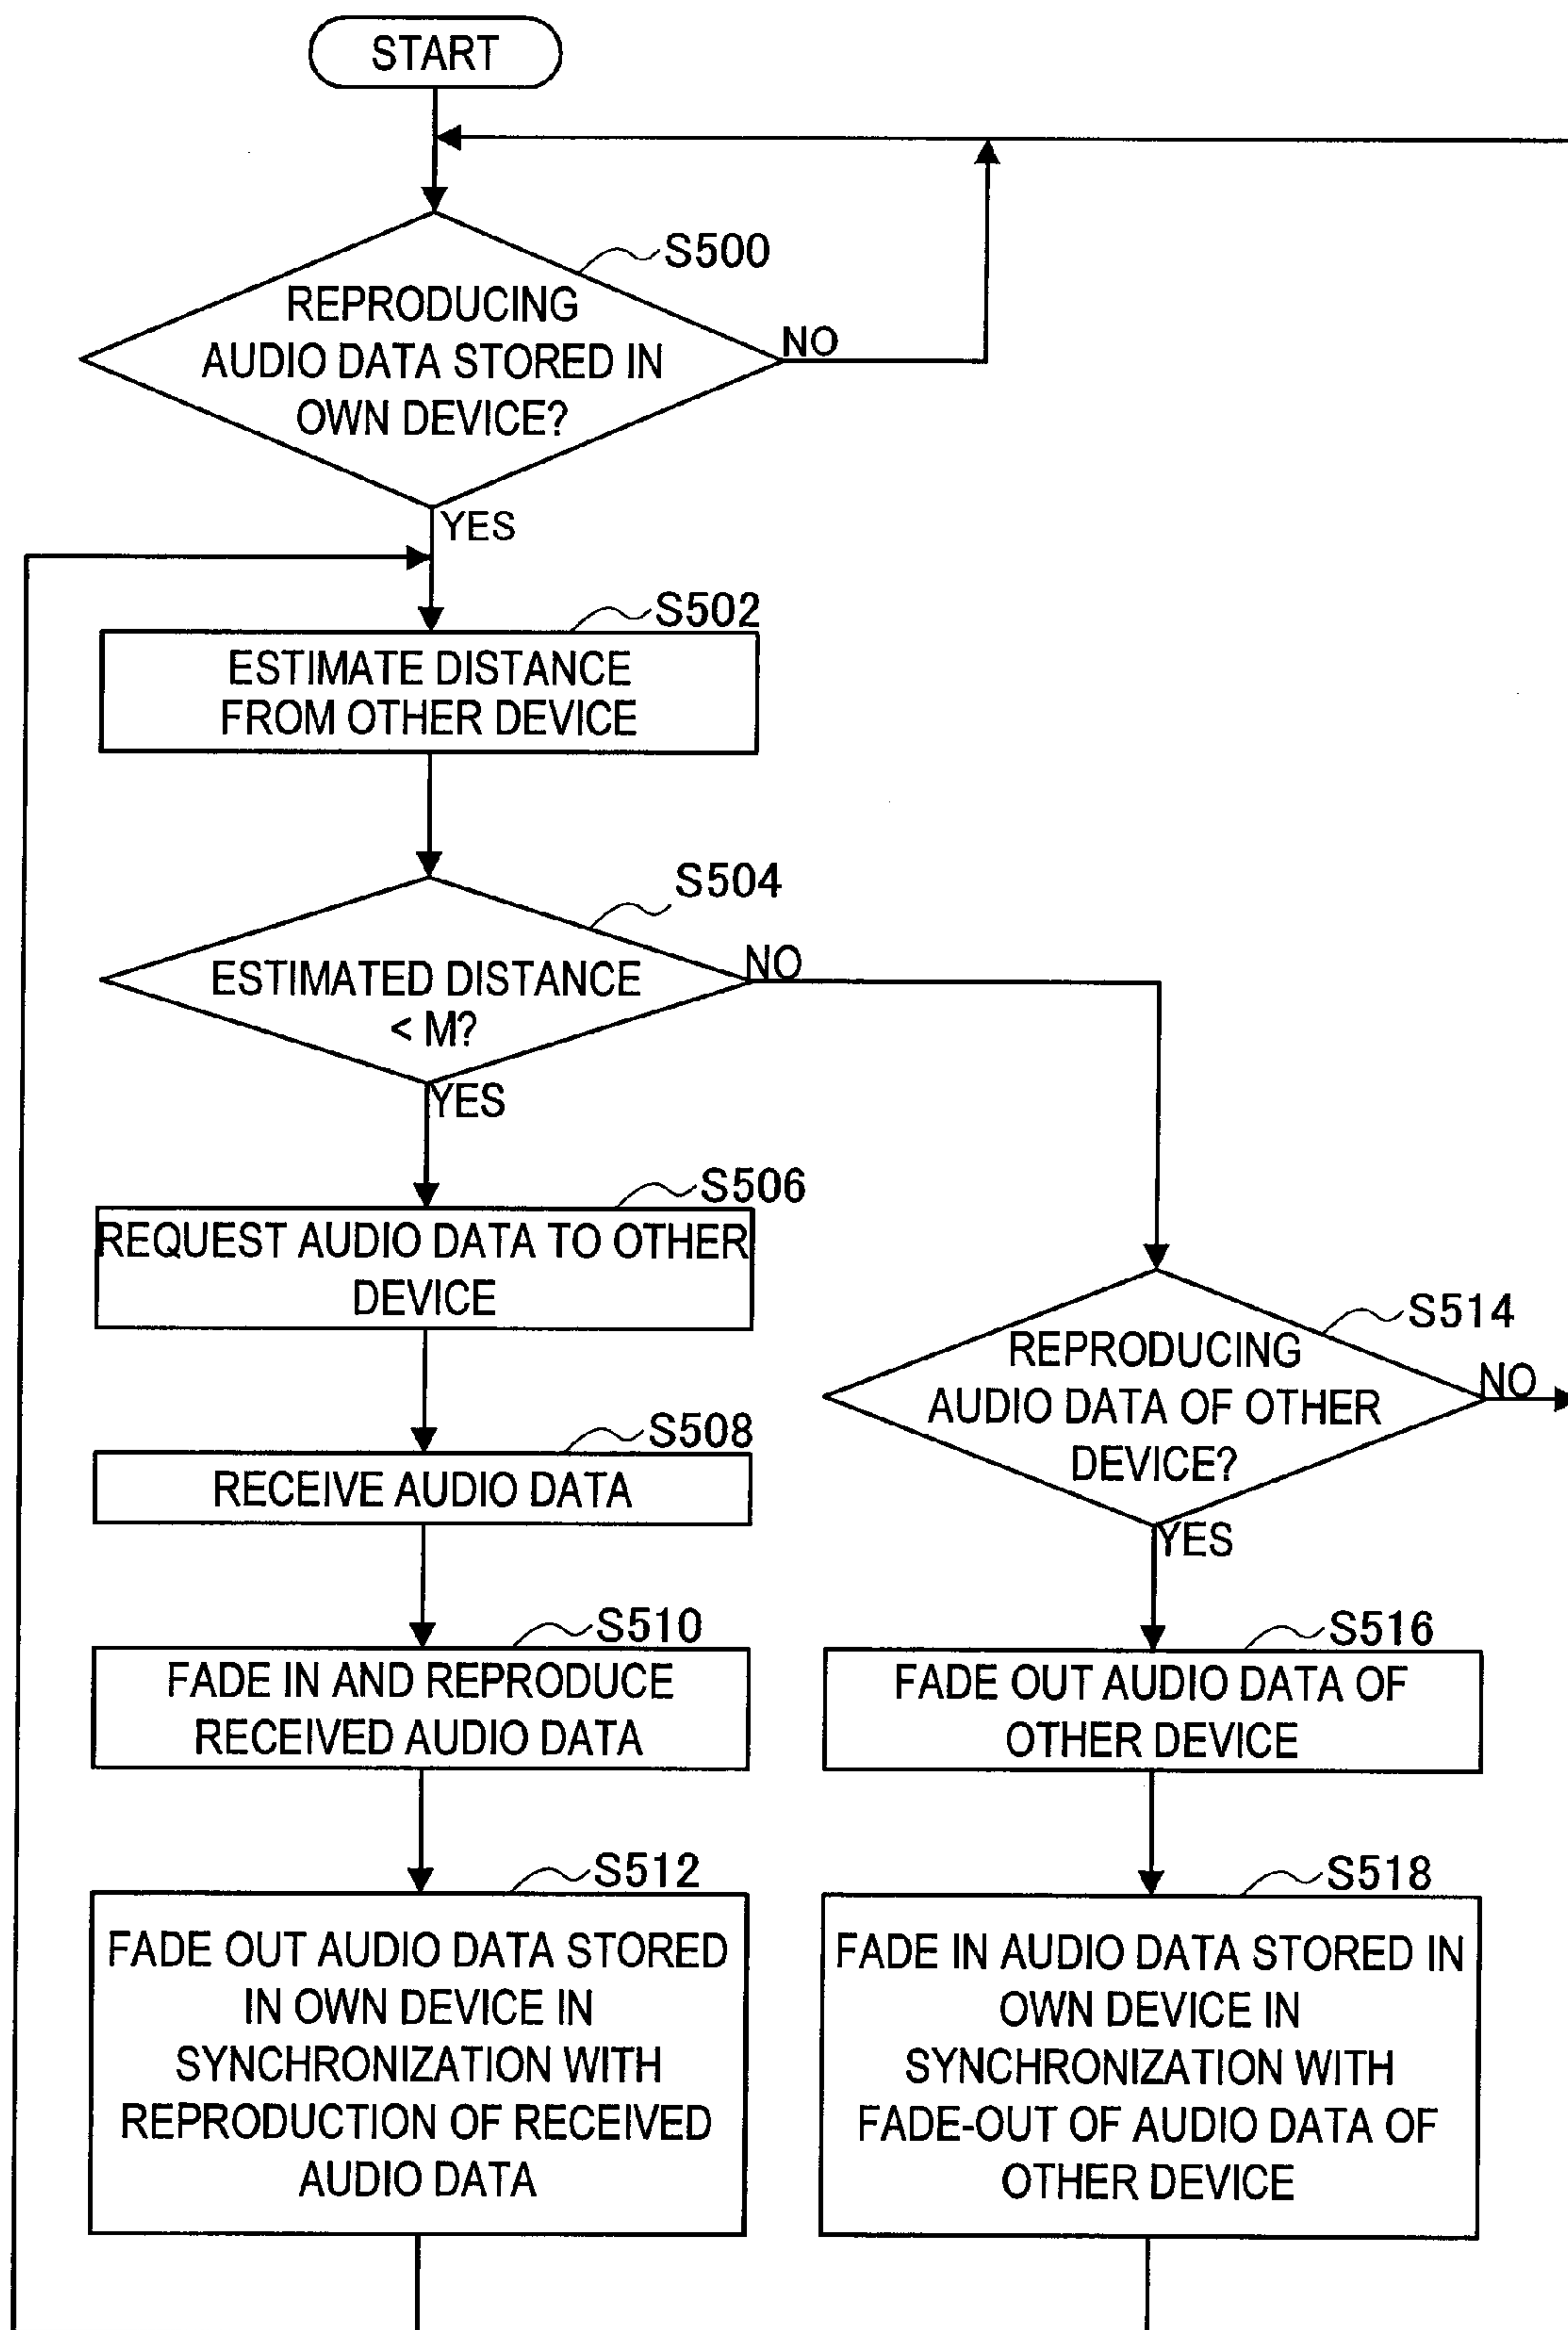 START
S500
REPRODUCING
AUDIO DATA STORED IN
OWN DEVICE?
NO
YES
S502
ESTIMATE DISTANCE
FROM OTHER DEVICE
S504
ESTIMATED DISTANCE
< M?
NO
YES
S506
REQUEST AUDIO DATA TO OTHER
DEVICE
S508
RECEIVE AUDIO DATA
S510
FADE IN AND REPRODUCE
RECEIVED AUDIO DATA
S512
FADE OUT AUDIO DATA STORED
IN OWN DEVICE IN
SYNCHRONIZATION WITH
REPRODUCTION OF RECEIVED
AUDIO DATA
S514
REPRODUCING
AUDIO DATA OF OTHER
DEVICE?
NO
YES
S516
FADE OUT AUDIO DATA OF
OTHER DEVICE
S518
FADE IN AUDIO DATA STORED IN
OWN DEVICE IN
SYNCHRONIZATION WITH
FADE-OUT OF AUDIO DATA OF
OTHER DEVICE